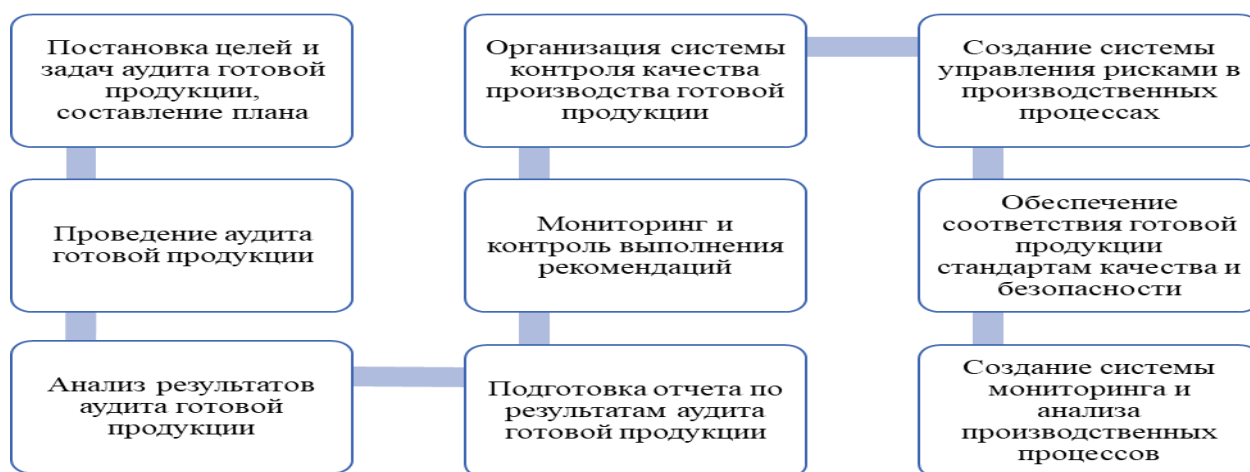 Постановка целей и
задач аудита готовой
продукции,
составление плана
Проведение аудита
готовой продукции
Анализ результатов
аудита готовой
продукции
Подготовка отчета по
результатам аудита
готовой продукции
Мониторинг и
контроль выполнения
рекомендаций
Организация системы
контроля качества
производства готовой
продукции
Создание системы
управления рисками в
производственных
процессах
Обеспечение
соответствия готовой
продукции
стандартам качества и
безопасности
Создание системы
мониторинга и
анализа
производственных
процессов